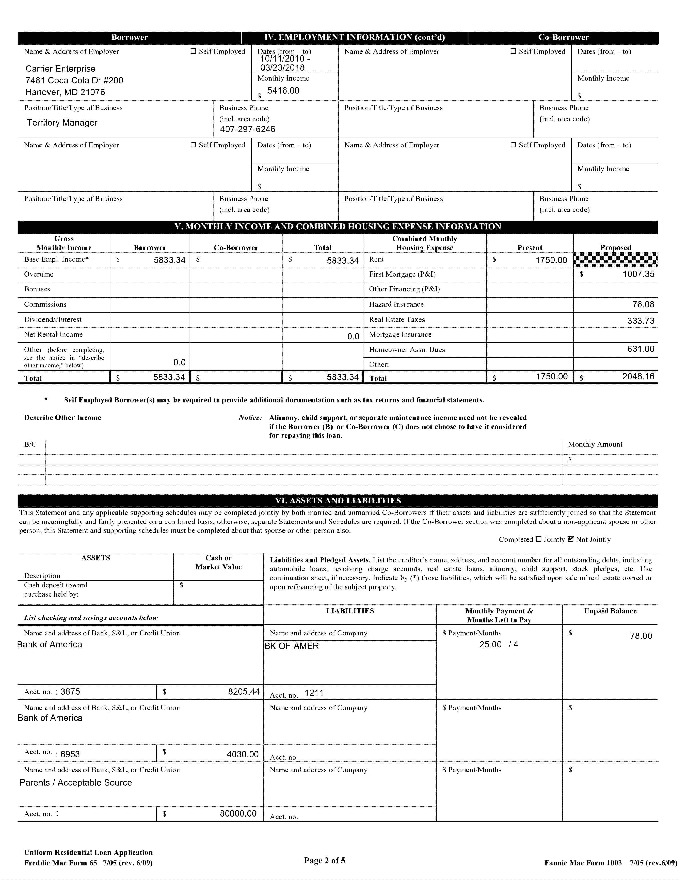 Borrower IV. EMPLOYMENT INFORMATION (cont'd) Co-Borrower
Name & Address of Employer ☐ Self Employed Dates (from – to) Name & Address of Employer ☐ Self Employed Dates (from – to)
10/11/2010 -
03/23/2018
Carrier Enterprise
7461 Coca Cola Dr #200
Hanover, MD 21076
Monthly Income Monthly Income
$ 5418.00 $
Position/Title/Type of Business Business Phone (incl. area code) Position/Title/Type of Business Business Phone (incl. area code)
Territory Manager 407-297-6246
Name & Address of Employer ☐ Self Employed Dates (from – to) Name & Address of Employer ☐ Self Employed Dates (from – to)
Monthly Income Monthly Income
$ $
Position/Title/Type of Business Business Phone (incl. area code) Position/Title/Type of Business Business Phone (incl. area code)
V. MONTHLY INCOME AND COMBINED HOUSING EXPENSE INFORMATION
Gross Monthly Income Borrower Co-Borrower Total Combined Monthly Housing Expense Present Proposed
Base Empl. Income* $ 5833.34 $ $ 5833.34 Rent $ 1750.00
Overtime First Mortgage (P&I) $ 1007.35
Bonuses Other Financing (P&I)
Commissions Hazard Insurance 76.08
Dividends/Interest Real Estate Taxes 333.73
Net Rental Income 0.0 Mortgage Insurance
Other (before completing, see the notice in "describe other income," below) 0.0 Homeowner Assn. Dues 631.00
Other:
Total $ 5833.34 $ $ 5833.34 Total $ 1750.00 $ 2048.16
* Self Employed Borrower(s) may be required to provide additional documentation such as tax returns and financial statements.
Describe Other Income Notice: Alimony, child support, or separate maintenance income need not be revealed
if the Borrower (B) or Co-Borrower (C) does not choose to have it considered
for repaying this loan.
B/C Monthly Amount
$
VI. ASSETS AND LIABILITIES
This Statement and any applicable supporting schedules may be completed jointly by both married and unmarried Co-Borrowers if their assets and liabilities are sufficiently joined so that the Statement
can be meaningfully and fairly presented on a combined basis; otherwise, separate Statements and Schedules are required. If the Co-Borrower section was completed about a non-applicant spouse or other
person, this Statement and supporting schedules must be completed about that spouse or other person also.
Completed ☐ Jointly ☑ Not Jointly
ASSETS Cash or Market Value
Description
Cash deposit toward purchase held by: $
Liabilities and Pledged Assets. List the creditor's name, address, and account number for all outstanding debts, including
automobile loans, revolving charge accounts, real estate loans, alimony, child support, stock pledges, etc. Use
continuation sheet, if necessary. Indicate by (*) those liabilities, which will be satisfied upon sale of real estate owned or
upon refinancing of the subject property.
List checking and savings accounts below
LIABILITIES Monthly Payment & Months Left to Pay Unpaid Balance
Name and address of Bank, S&L, or Credit Union Name and address of Company $ Payment/Months $
Bank of America BK OF AMER 25.00 / 4 78.00
Acct. no. : 3675 $ 8205.44 Acct. no. 1211
Name and address of Bank, S&L, or Credit Union Name and address of Company $ Payment/Months $
Bank of America
Acct. no. : 6953 $ 4030.00 Acct. no.
Name and address of Bank, S&L, or Credit Union Name and address of Company $ Payment/Months $
Parents / Acceptable Source
Acct. no. : $ 80000.00 Acct. no.
Uniform Residential Loan Application
Freddie Mac Form 65 7/05 (rev. 6/09) Page 2 of 5 Fannie Mae Form 1003 7/05 (rev.6/09)